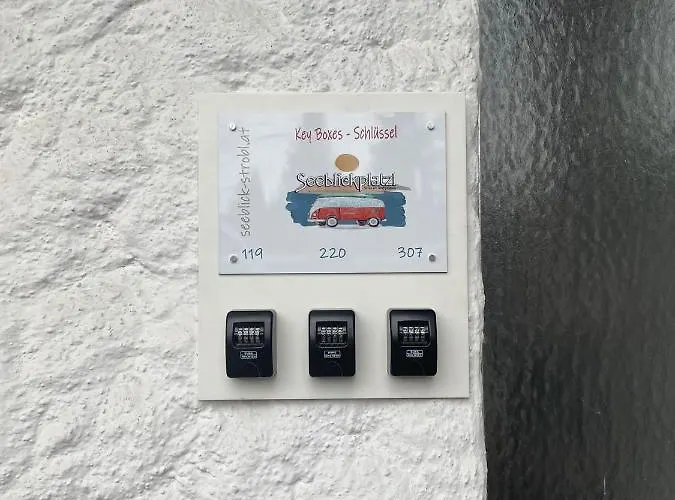 Key Boxes - Schlüssel
Seeblickplatzl
seeblick-strobl.at
119 220 307